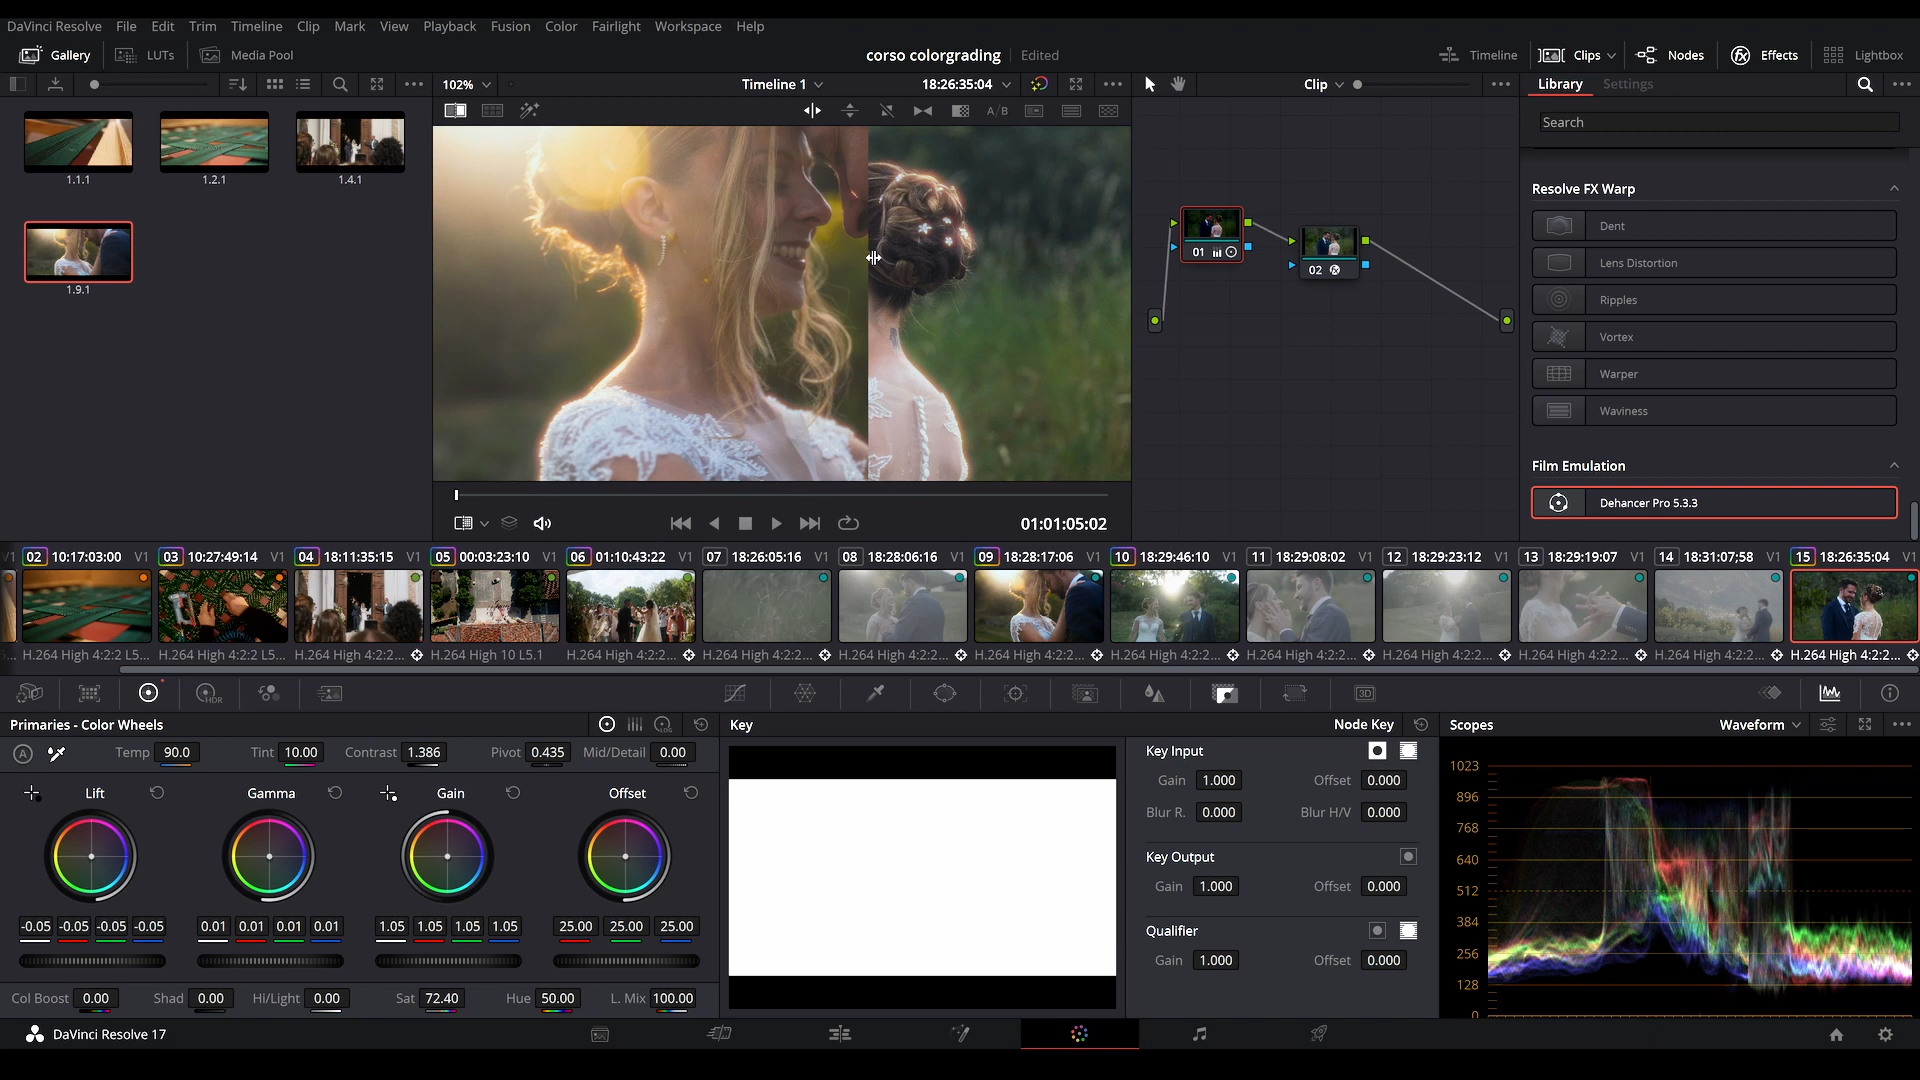 DaVinci Resolve File Edit Trim Timeline Clip Mark View Playback Fusion Color Fairlight Workspace Help
Gallery LUTs Media Pool corso colorgrading Edited Timeline Clips Nodes Effects Lightbox
102% Timeline 1 18:26:35:04 Clip Library Settings
A/B
Search
1.1.1 1.2.1 1.4.1
1.9.1
01
02
Resolve FX Warp
Dent
Lens Distortion
Ripples
Vortex
Warper
Waviness
Film Emulation
Dehancer Pro 5.3.3
01:01:05:02
V1 02 10:17:03:00 V1 03 10:27:49:14 V1 04 18:11:35:15 V1 05 00:03:23:10 V1 06 01:10:43:22 V1 07 18:26:05:16 V1 08 18:28:06:16 V1 09 18:28:17:06 V1 10 18:29:46:10 V1 11 18:29:08:02 V1 12 18:29:23:12 V1 13 18:29:19:07 V1 14 18:31:07;58 V1 15 18:26:35:04 V1
5... H.264 High 4:2:2 L5... H.264 High 4:2:2 L5... H.264 High 4:2:2... H.264 High 10 L5.1 H.264 High 4:2:2... H.264 High 4:2:2... H.264 High 4:2:2... H.264 High 4:2:2... H.264 High 4:2:2... H.264 High 4:2:2... H.264 High 4:2:2... H.264 High 4:2:2... H.264 High 4:2:2... H.264 High 4:2:2...
HDR 3D
Primaries - Color Wheels LOG Key Node Key Scopes Waveform
A Temp 90.0 Tint 10.00 Contrast 1.386 Pivot 0.435 Mid/Detail 0.00
Lift Gamma Gain Offset
-0.05 -0.05 -0.05 -0.05 0.01 0.01 0.01 0.01 1.05 1.05 1.05 1.05 25.00 25.00 25.00
Col Boost 0.00 Shad 0.00 Hi/Light 0.00 Sat 72.40 Hue 50.00 L. Mix 100.00
Key Input
Gain 1.000 Offset 0.000
Blur R. 0.000 Blur H/V 0.000
Key Output
Gain 1.000 Offset 0.000
Qualifier
Gain 1.000 Offset 0.000
1023
896
768
640
512
384
256
128
0
DaVinci Resolve 17